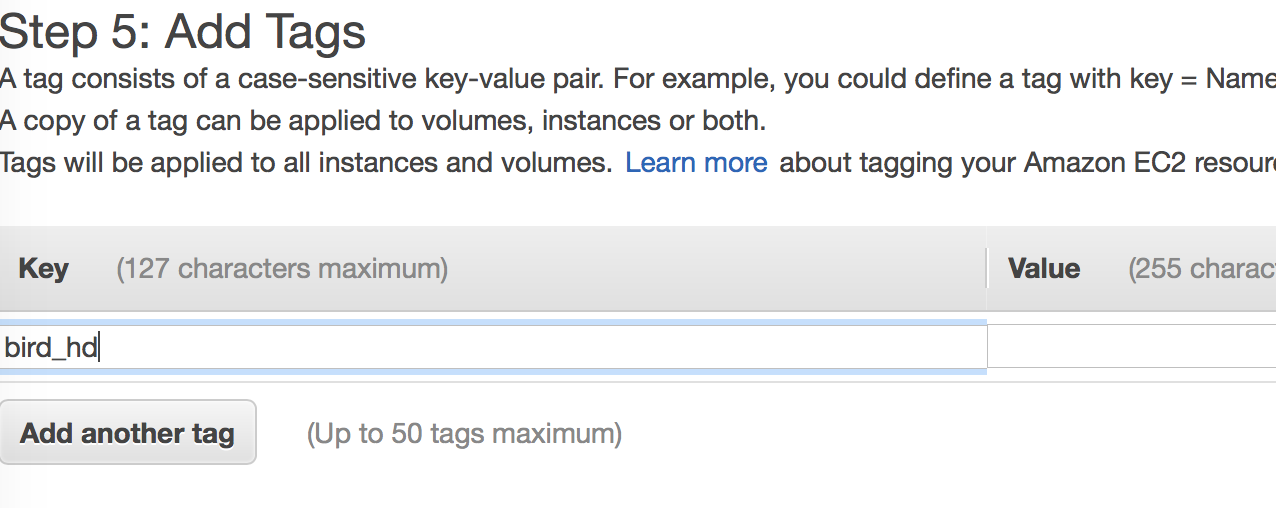 Step 5: Add Tags
A tag consists of a case-sensitive key-value pair. For example, you could define a tag with key = Name
A copy of a tag can be applied to volumes, instances or both.
Tags will be applied to all instances and volumes. Learn more about tagging your Amazon EC2
Key (127 characters maximum) Value (255
bird_hd
Add another tag (Up to 50 tags maximum)